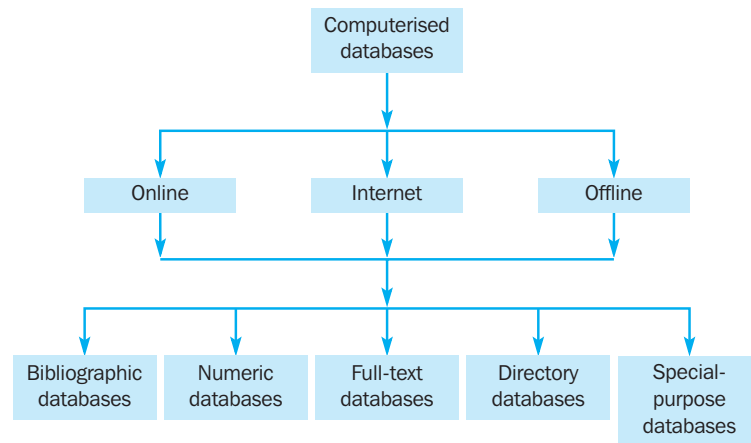 Computerised
databases
Online
Internet
Offline
Bibliographic
databases
Numeric
databases
Full-text
databases
Directory
databases
Special-
purpose
databases